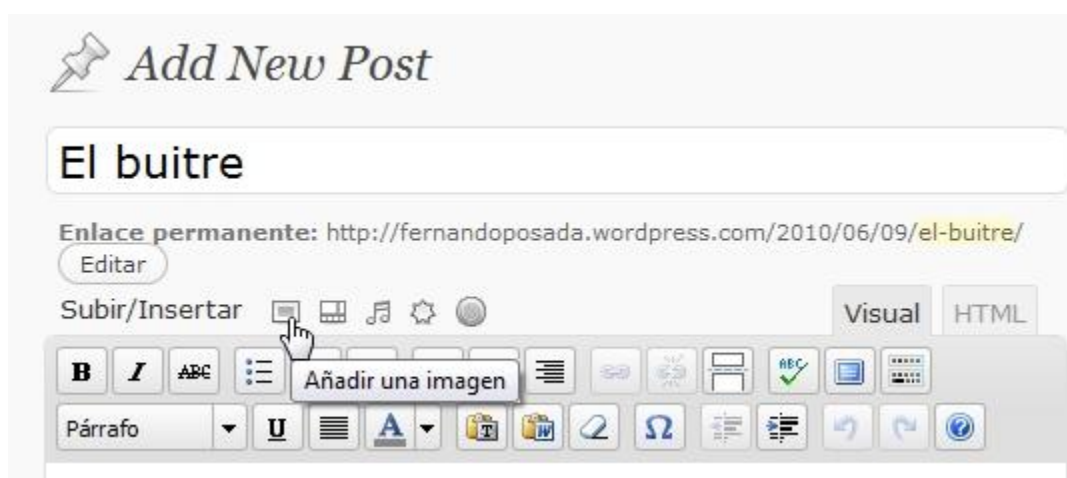 Add New Post
El buitre
Enlace permanente: http://fernandoposada.wordpress.com/2010/06/09/el-buitre/
Editar
Subir/Insertar
Visual HTML
B I ABC ABC
Añadir una imagen
Párrafo U A T W Ω ?